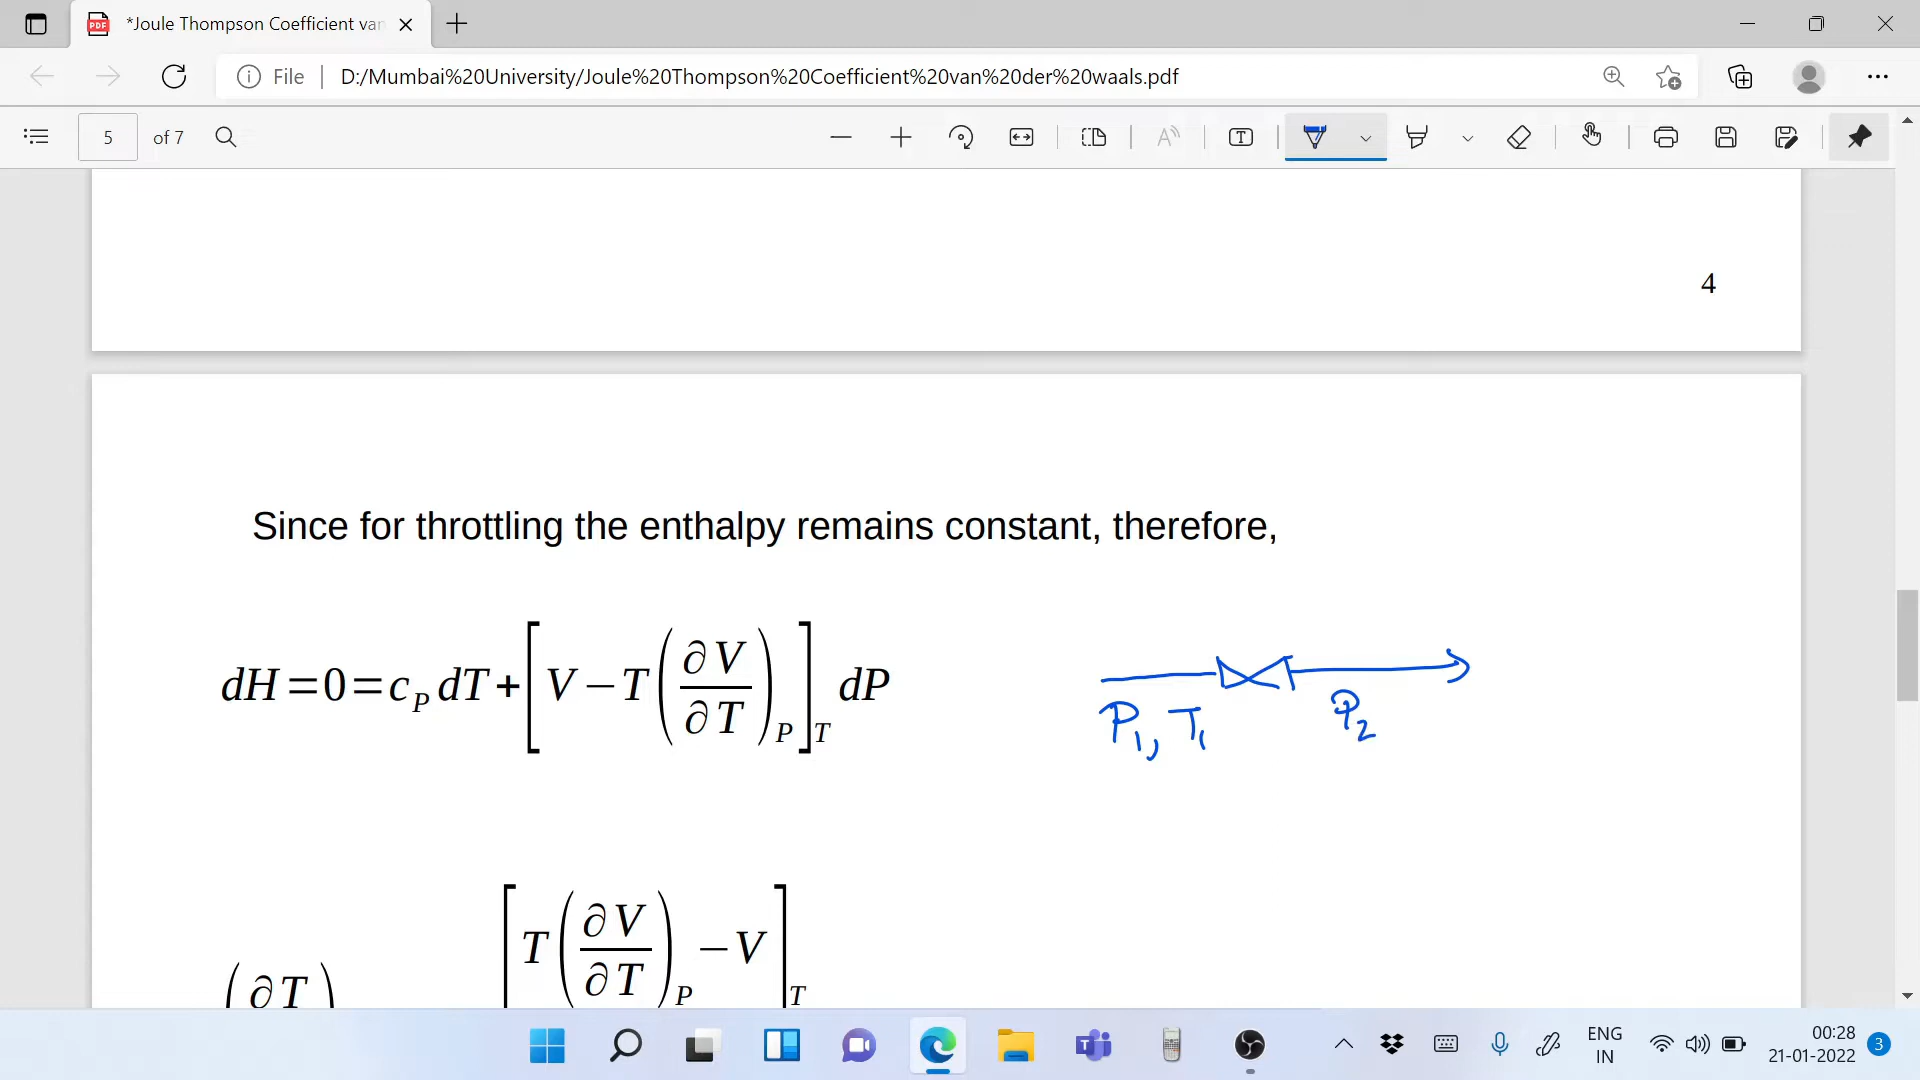 *Joule Thompson Coefficient van
File
D:/Mumbai%20University/Joule%20Thompson%20Coefficient%20van%20der%20waals.pdf
5 of 7
4
Since for throttling the enthalpy remains constant, therefore,
dH=0=c_P dT+[V−T(∂V/∂T)_P]_T dP
P₁, T₁
P₂
[T(∂V/∂T)_P−V]_T
(∂T)
ENG
IN
00:28
21-01-2022
3